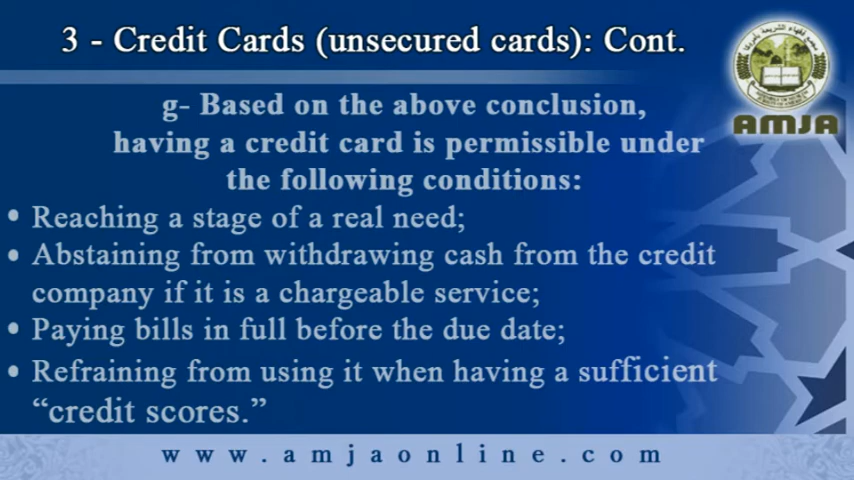 3 - Credit Cards (unsecured cards): Cont.
AMJA
g- Based on the above conclusion,
having a credit card is permissible under
the following conditions:
• Reaching a stage of a real need;
• Abstaining from withdrawing cash from the credit
company if it is a chargeable service;
• Paying bills in full before the due date;
• Refraining from using it when having a sufficient
“credit scores.”
www.amjaonline.com